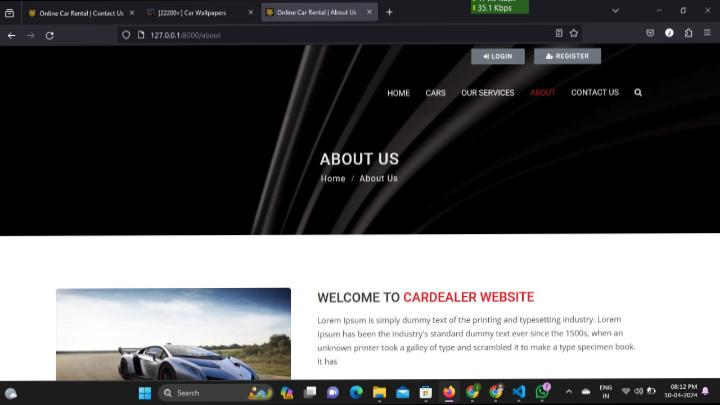 35.1 Kbps
Online Car Rental | Contact Us
[22200+] Car Wallpapers
Online Car Rental | About Us
127.0.0.1:8000/about
LOGIN
REGISTER
HOME
CARS
OUR SERVICES
ABOUT
CONTACT US
ABOUT US
Home / About Us
WELCOME TO CARDEALER WEBSITE
Lorem Ipsum is simply dummy text of the printing and typesetting industry. Lorem
Ipsum has been the industry's standard dummy text ever since the 1500s, when an
unknown printer took a galley of type and scrambled it to make a type specimen book.
It has
Search
ENG
IN
08:12 PM
10-04-2024